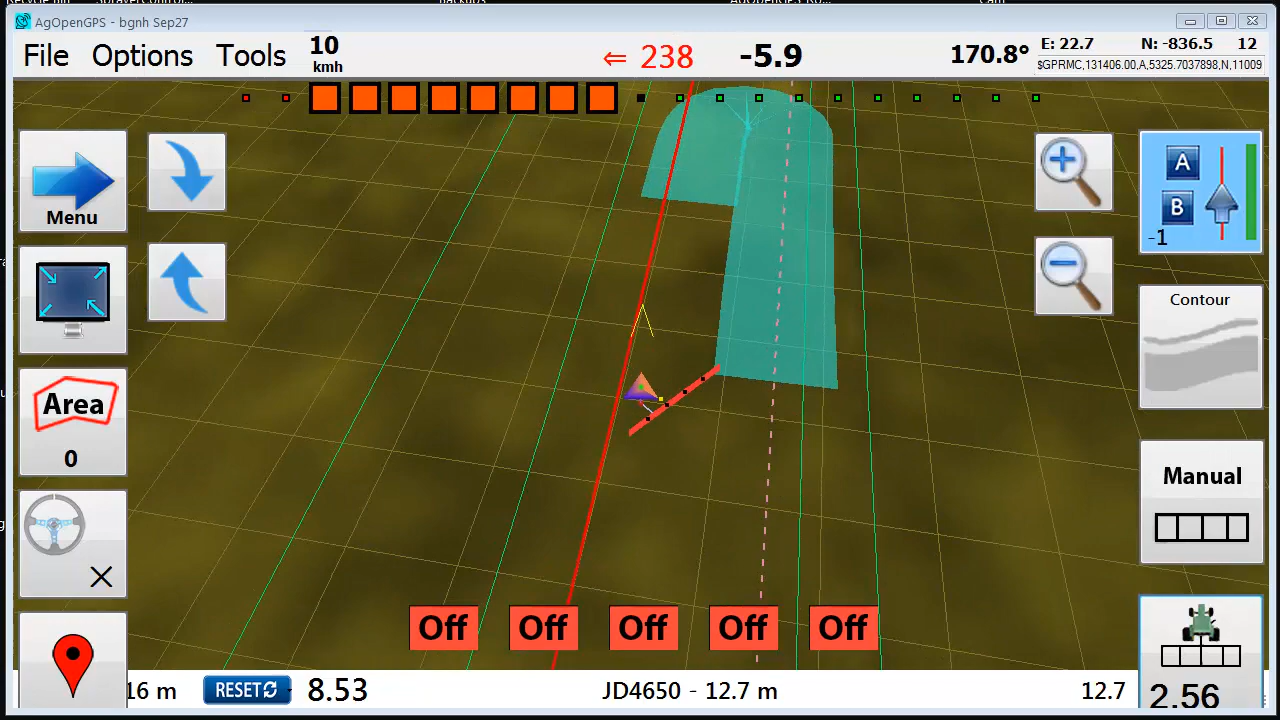 AgOpenGPS - bgnh Sep27
File Options Tools
10
kmh
⇐ 238
-5.9
170.8°
E: 22.7 N: -836.5 12
$GPRMC,131406.00,A,5325.7037898,N,11009
Menu
Area
0
A
B
-1
Contour
Manual
Off Off Off Off Off
16 m
RESET
8.53
JD4650 - 12.7 m
12.7
2.56